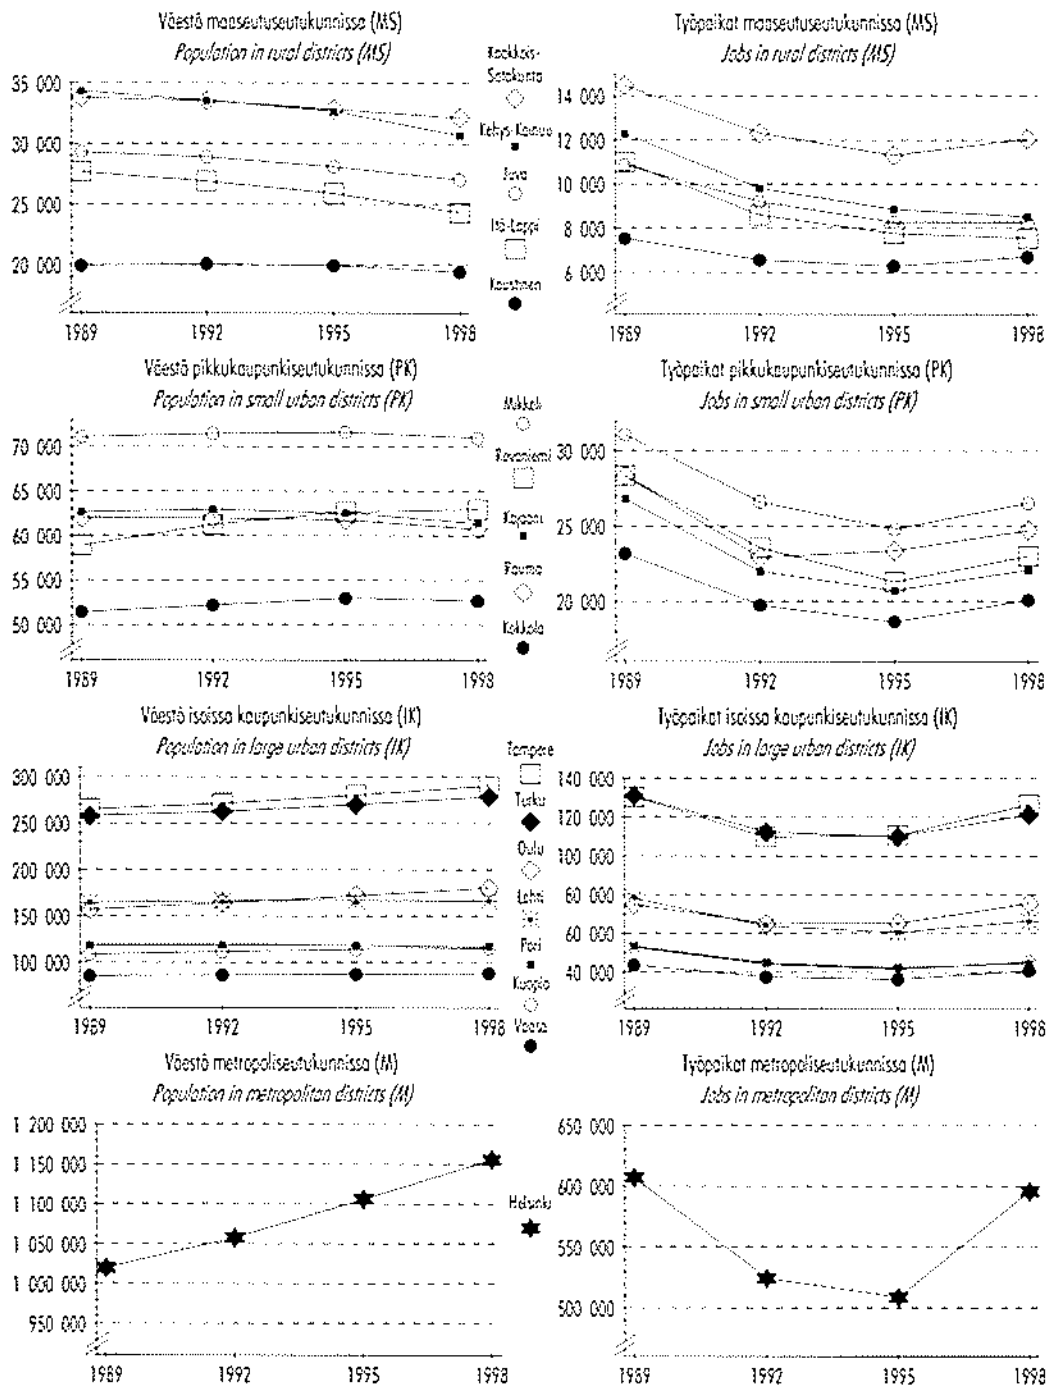 Väestö maaseutuseutukunnissa (MS)
Population in rural districts (MS)
35 000
30 000
25 000
20 000
1989 1992 1995 1998
Kaakkois-
Satakunta
Kehys-Kainuu
Itä-Lappi
Kaustinen
Työpaikat maaseutuseutukunnissa (MS)
Jobs in rural districts (MS)
14 000
12 000
10 000
8 000
6 000
1989 1992 1995 1998
Väestö pikkukaupunkiseutukunnissa (PK)
Population in small urban districts (PK)
70 000
65 000
60 000
55 000
50 000
1989 1992 1995 1998
Mikkeli
Rovaniemi
Kajaani
Rauma
Kokkola
Työpaikat pikkukaupunkiseutukunnissa (PK)
Jobs in small urban districts (PK)
30 000
25 000
20 000
1989 1992 1995 1998
Väestö isoissa kaupunkiseutukunnissa (IK)
Population in large urban districts (IK)
300 000
250 000
200 000
150 000
100 000
1989 1992 1995 1998
Tampere
Turku
Oulu
Lahti
Pori
Kuopio
Vaasa
Työpaikat isoissa kaupunkiseutukunnissa (IK)
Jobs in large urban districts (IK)
140 000
120 000
100 000
80 000
60 000
40 000
1989 1992 1995 1998
Väestö metropoliseutukunnissa (M)
Population in metropolitan districts (M)
1 200 000
1 150 000
1 100 000
1 050 000
1 000 000
950 000
1989 1992 1995 1998
Helsinki
Työpaikat metropoliseutukunnissa (M)
Jobs in metropolitan districts (M)
650 000
600 000
550 000
500 000
1989 1992 1995 1998